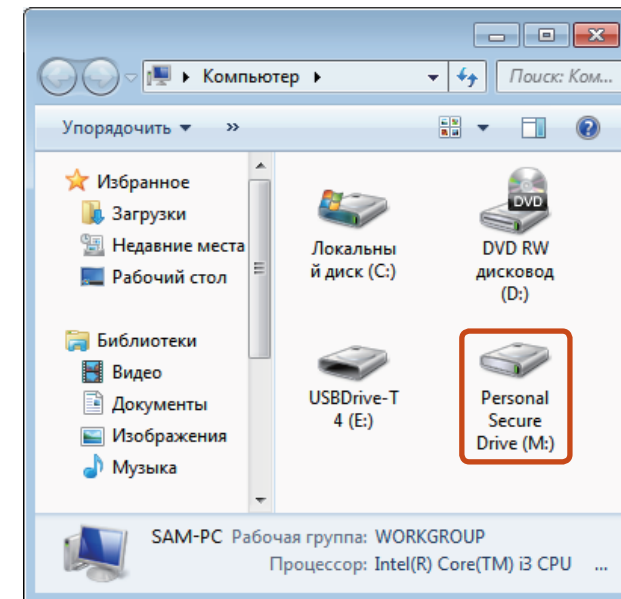 Компьютер
Поиск: Ком...
Упорядочить
»
Избранное
Загрузки
Недавние места
Рабочий стол
Библиотеки
Видео
Документы
Изображения
Музыка
Локальны
й диск (C:)
DVD
DVD RW
дисковод
(D:)
USBDrive-T
4 (E:)
Personal
Secure
Drive (M:)
SAM-PC Рабочая группа: WORKGROUP
Процессор: Intel(R) Core(TM) i3 CPU ...